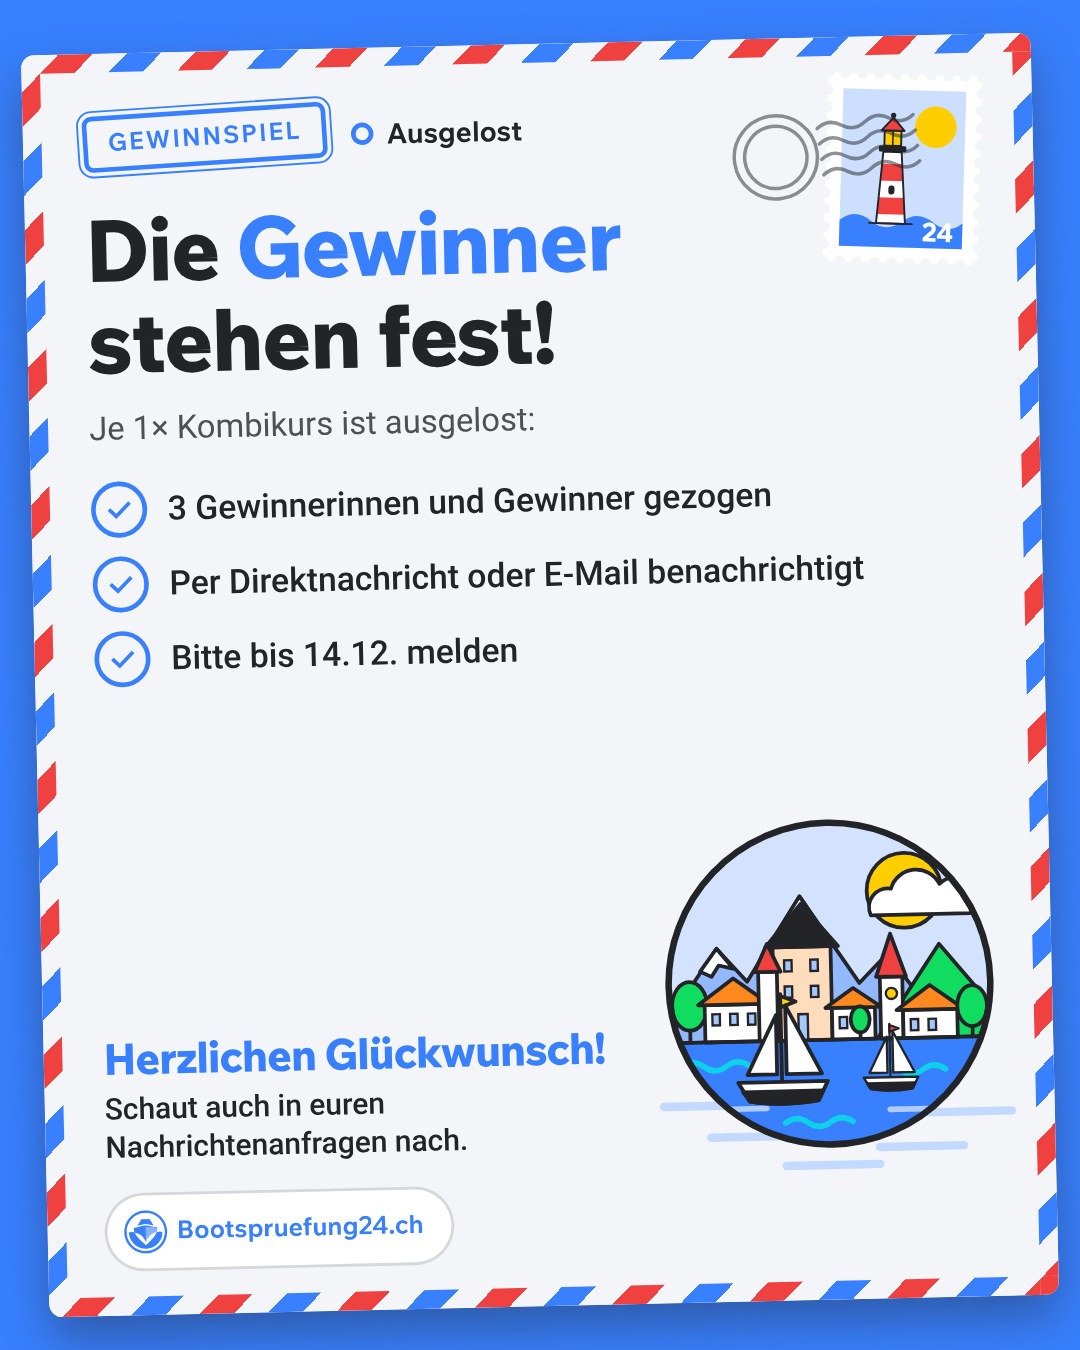 GEWINNSPIEL
Ausgelost
24
Die Gewinner
stehen fest!
Je 1× Kombikurs ist ausgelost:
3 Gewinnerinnen und Gewinner gezogen
Per Direktnachricht oder E-Mail benachrichtigt
Bitte bis 14.12. melden
Herzlichen Glückwunsch!
Schaut auch in euren
Nachrichtenanfragen nach.
Bootspruefung24.ch